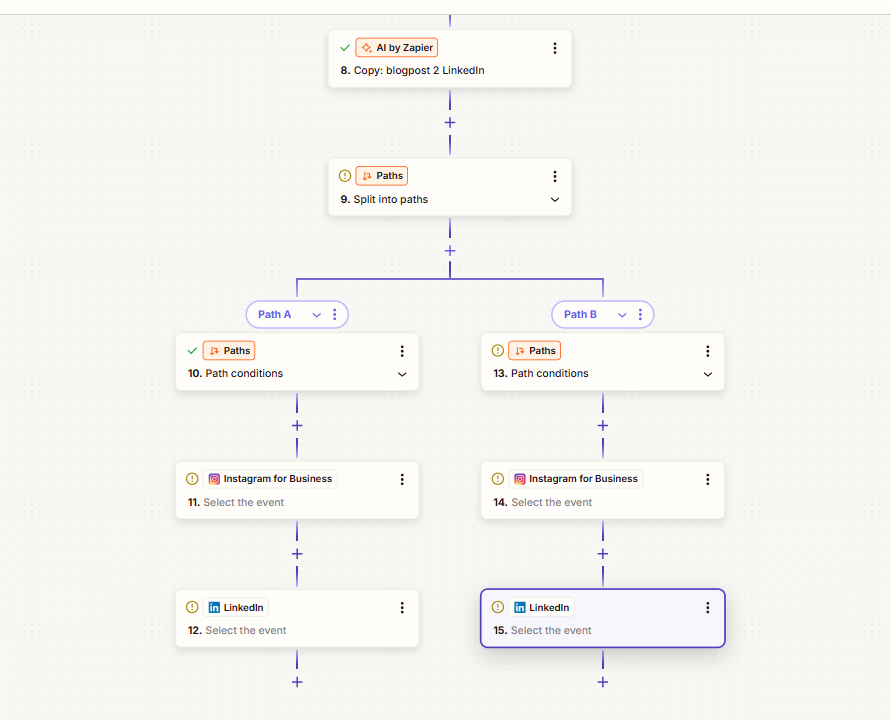 AI by Zapier
8. Copy: blogpost 2 LinkedIn
Paths
9. Split into paths
Path A
Paths
10. Path conditions
Instagram for Business
11. Select the event
LinkedIn
12. Select the event
Path B
Paths
13. Path conditions
Instagram for Business
14. Select the event
LinkedIn
15. Select the event